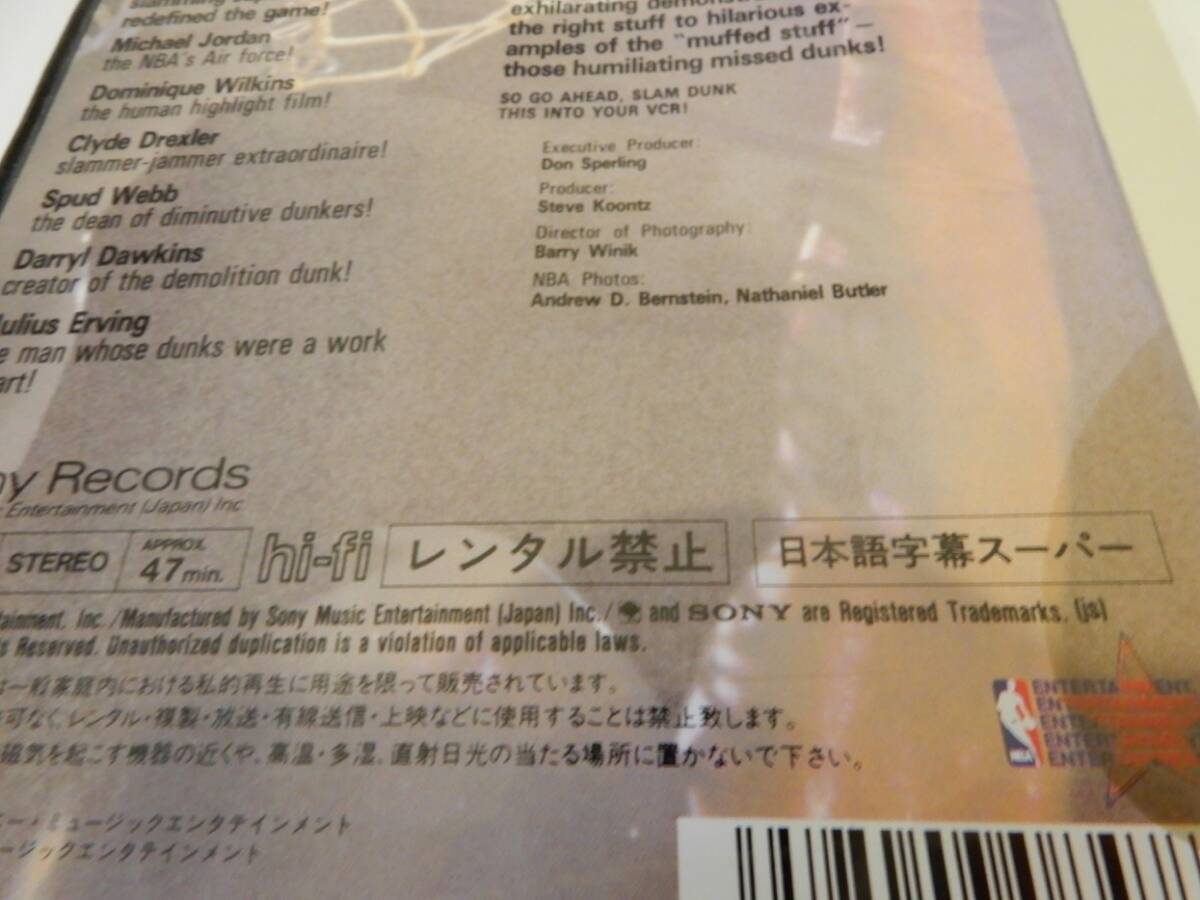 redefined the game!
Michael Jordan
the NBA's Air force!
Dominique Wilkins
the human highlight film!
Clyde Drexler
slammer-jammer extraordinaire!
Spud Webb
the dean of diminutive dunkers!
Darryl Dawkins
creator of the demolition dunk!
Julius Erving
man whose dunks were a work
art!
exhilarating
the right stuff to hilarious ex-
amples of the "muffed stuff"—
those humiliating missed dunks!
SO GO AHEAD, SLAM DUNK
THIS INTO YOUR VCR!
Executive Producer:
Don Sperling
Producer:
Steve Koontz
Director of Photography:
Barry Winik
NBA Photos:
Andrew D. Bernstein, Nathaniel Butler
Records
Entertainment (Japan) Inc
STEREO APPROX. 47 min. hi-fi レンタル禁止 日本語字幕スーパー
Inc./Manufactured by Sony Music Entertainment (Japan) Inc./ and SONY are Registered Trademarks. (js)
Reserved. Unauthorized duplication is a violation of applicable laws.
は一般家庭内における私的再生に用途を限って販売されています。
可なく、レンタル・複製・放送・有線送信・上映などに使用することは禁止致します。
磁気を起こす機器の近くや、高温・多湿、直射日光の当たる場所に置かないで下さい。
ー・ミュージックエンタテインメント
ージックエンタテインメント
NBA